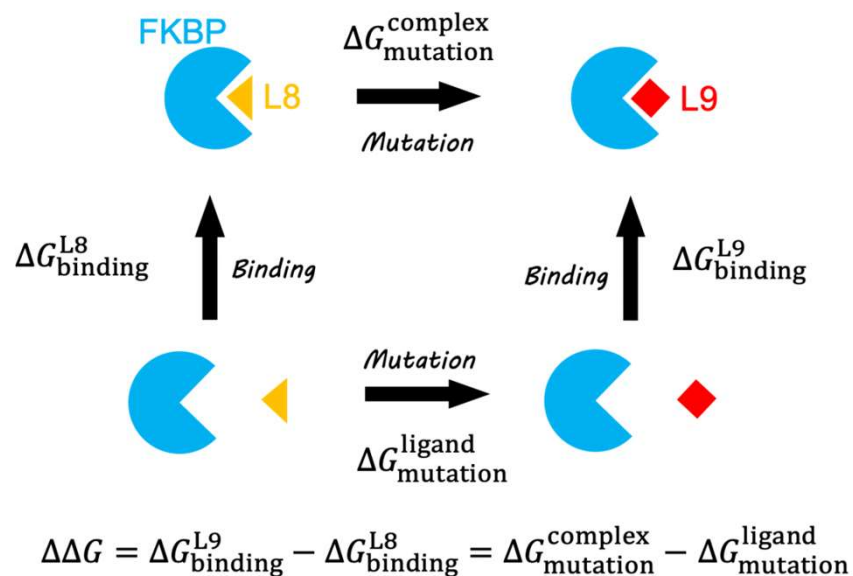 FKBP
ΔG^complex_mutation
L8
L9
Mutation
ΔG^L8_binding
Binding
Binding
ΔG^L9_binding
Mutation
ΔG^ligand_mutation
ΔΔG = ΔG^L9_binding − ΔG^L8_binding = ΔG^complex_mutation − ΔG^ligand_mutation